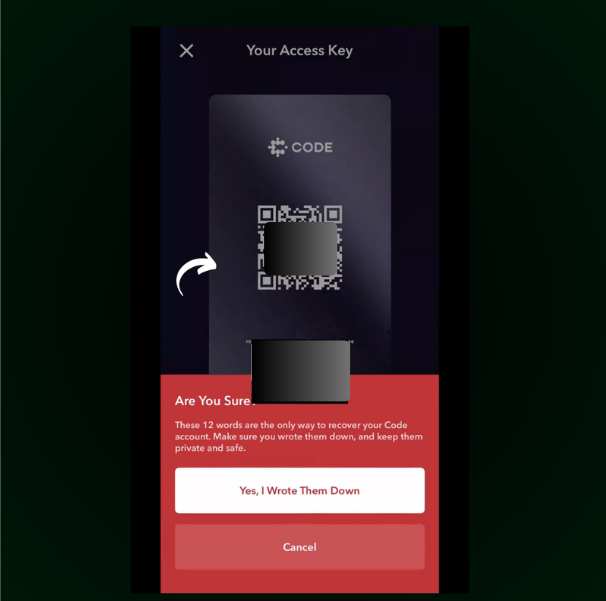 Your Access Key
CODE
Are You Sure?
These 12 words are the only way to recover your Code
account. Make sure you wrote them down, and keep them
private and safe.
Yes, I Wrote Them Down
Cancel